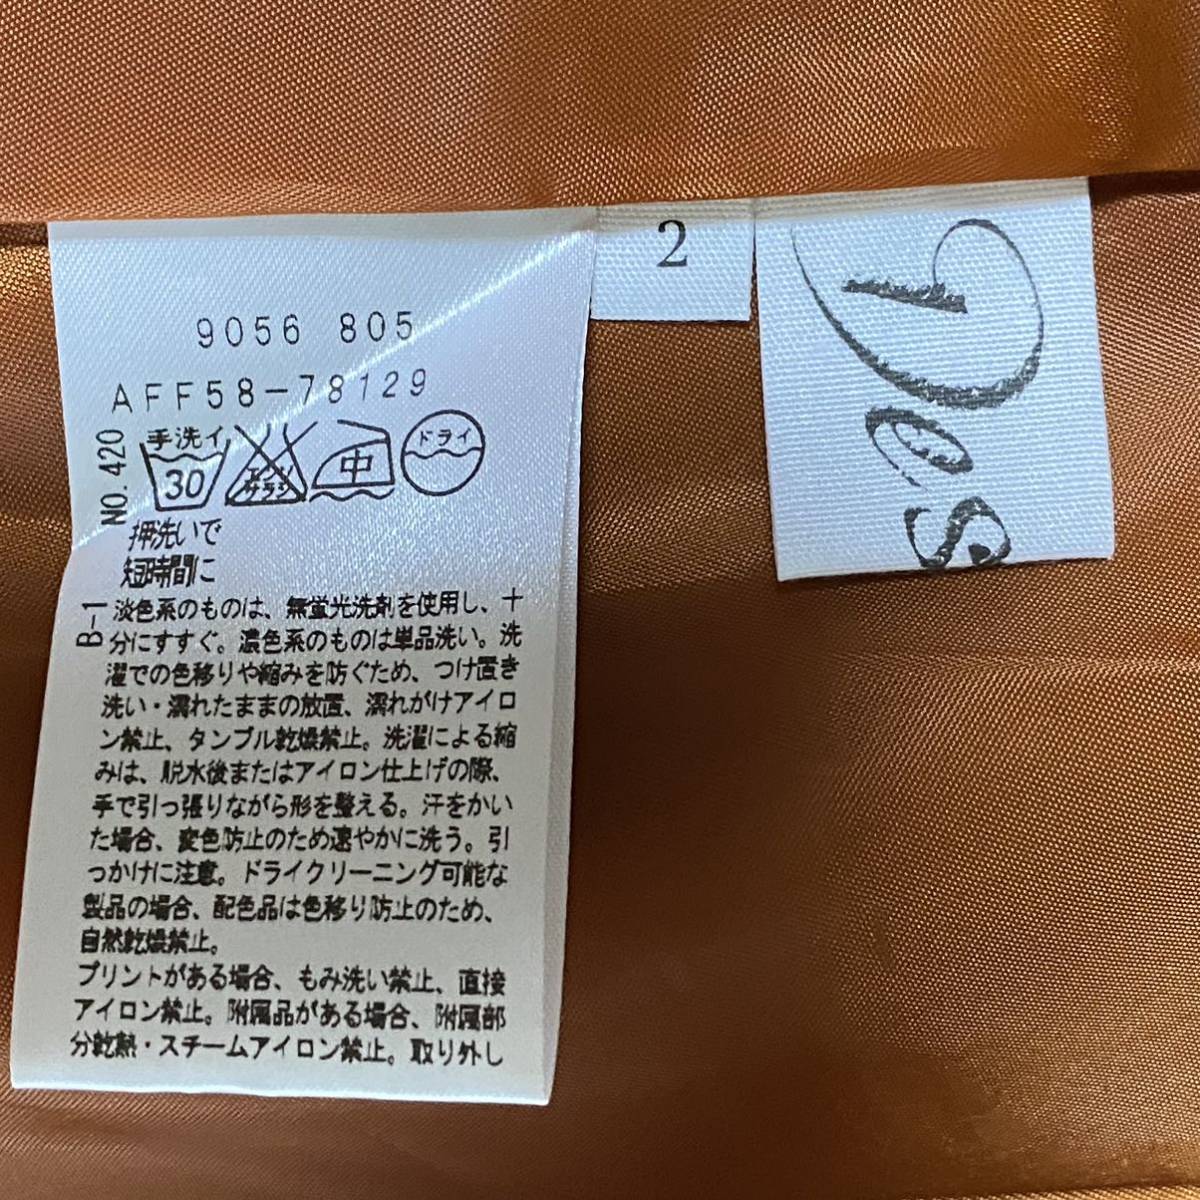 9056 805
AFF58-78129
NO. 420
手洗イ
30
エンソ
サラシ
中
ドライ
押洗いで
短時間に
B-1
淡色系のものは、無蛍光洗剤を使用し、十
分にすすぐ。濃色系のものは単品洗い。洗
濯での色移りや縮みを防ぐため、つけ置き
洗い・濡れたままの放置、濡れがけアイロ
ン禁止、タンブル乾燥禁止。洗濯による縮
みは、脱水後またはアイロン仕上げの際、
手で引っ張りながら形を整える。汗をかい
た場合、変色防止のため速やかに洗う。引
っかけに注意。ドライクリーニング可能な
製品の場合、配色品は色移り防止のため、
自然乾燥禁止。
プリントがある場合、もみ洗い禁止、直接
アイロン禁止。附属品がある場合、附属部
分乾熱・スチームアイロン禁止。取り外し
2